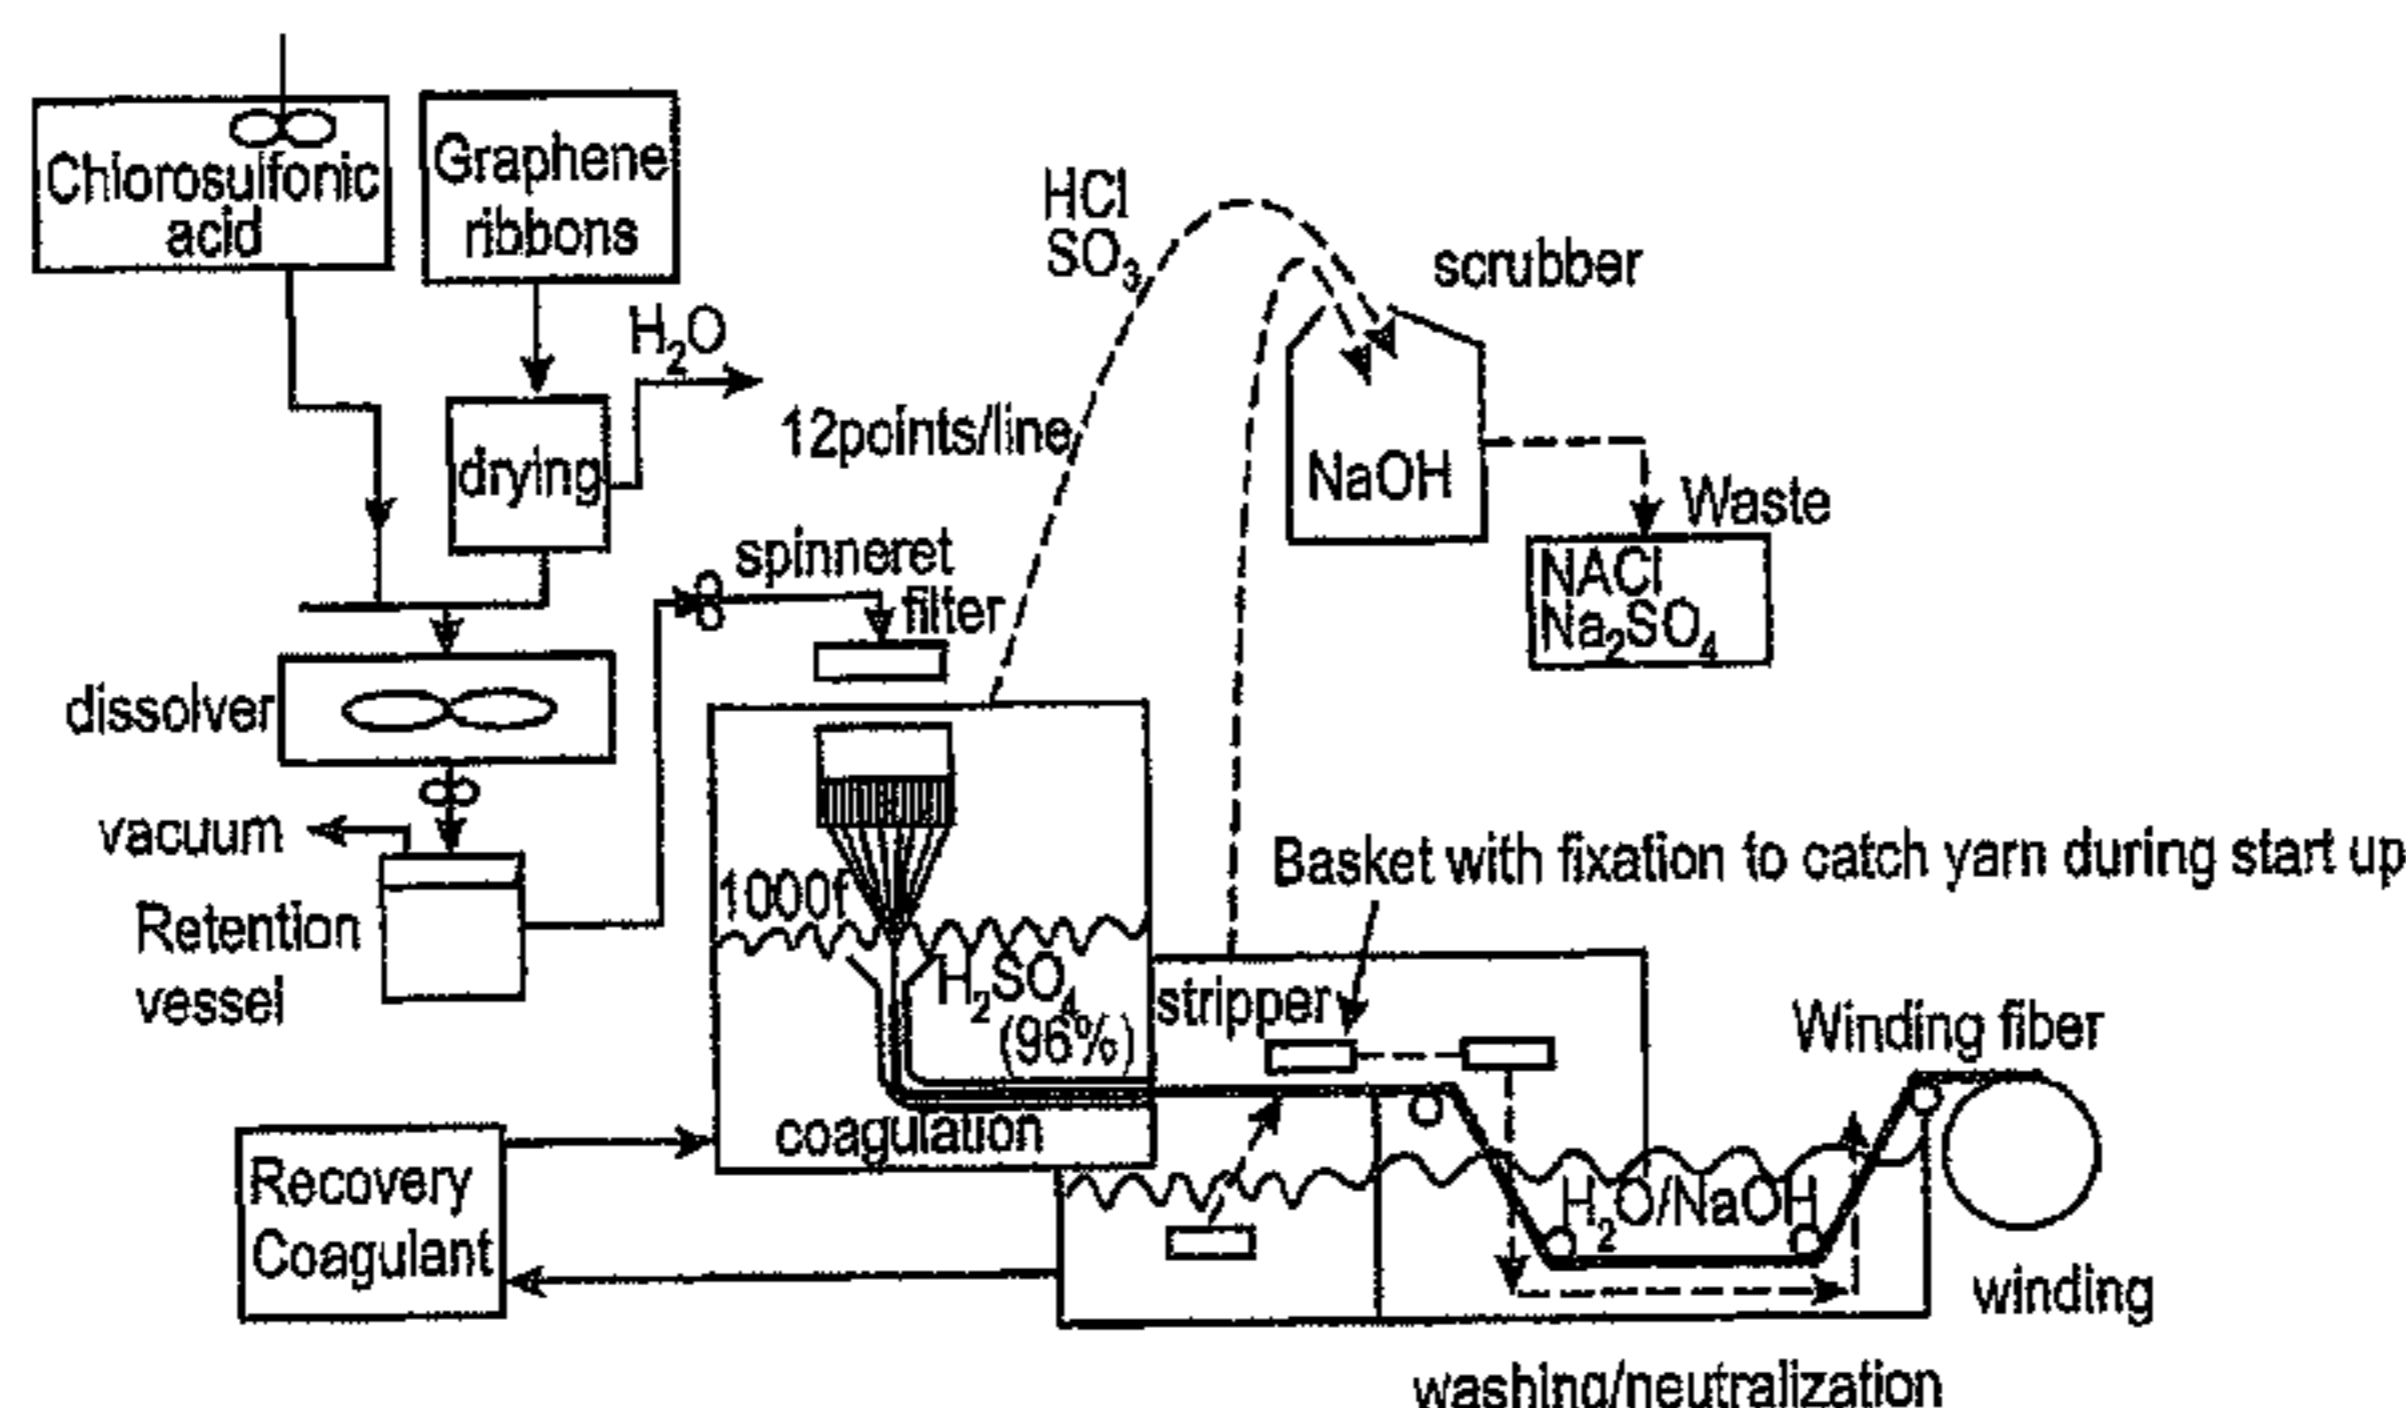 Chlorosulfonic
acid
Graphene
ribbons
H₂O
drying
12points/line
HCl
SO₃
scrubber
NaOH
Waste
NACl
Na₂SO₄
spinneret
filter
dissolver
vacuum
Retention
vessel
1000f
H₂SO₄
(96%)
coagulation
stripper
Basket with fixation to catch yarn during start up
Recovery
Coagulant
H₂O/NaOH
Winding fiber
winding
washing/neutralization